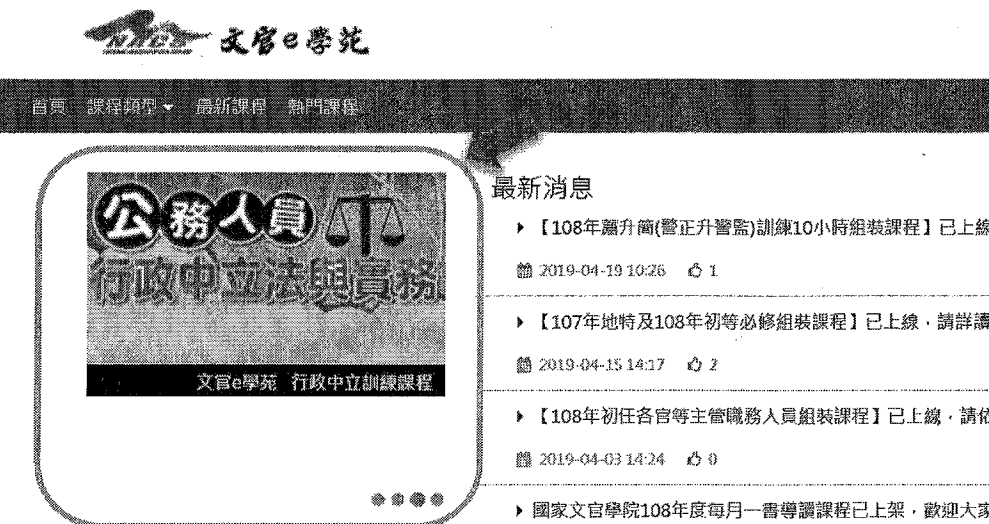 NACS 文官e學苑
首頁 課程類型 最新課程 熱門課程
公務人員
行政中立法與實務
文官e學苑 行政中立訓練課程
最新消息
【108年薦升簡(警正升警監)訓練10小時組裝課程】已上線
2019-04-19 10:26 1
【107年地特及108年初等必修組裝課程】已上線，請詳讀
2019-04-15 14:17 2
【108年初任各官等主管職務人員組裝課程】已上線，請依
2019-04-03 14:24 0
國家文官學院108年度每月一書導讀課程已上架，歡迎大家